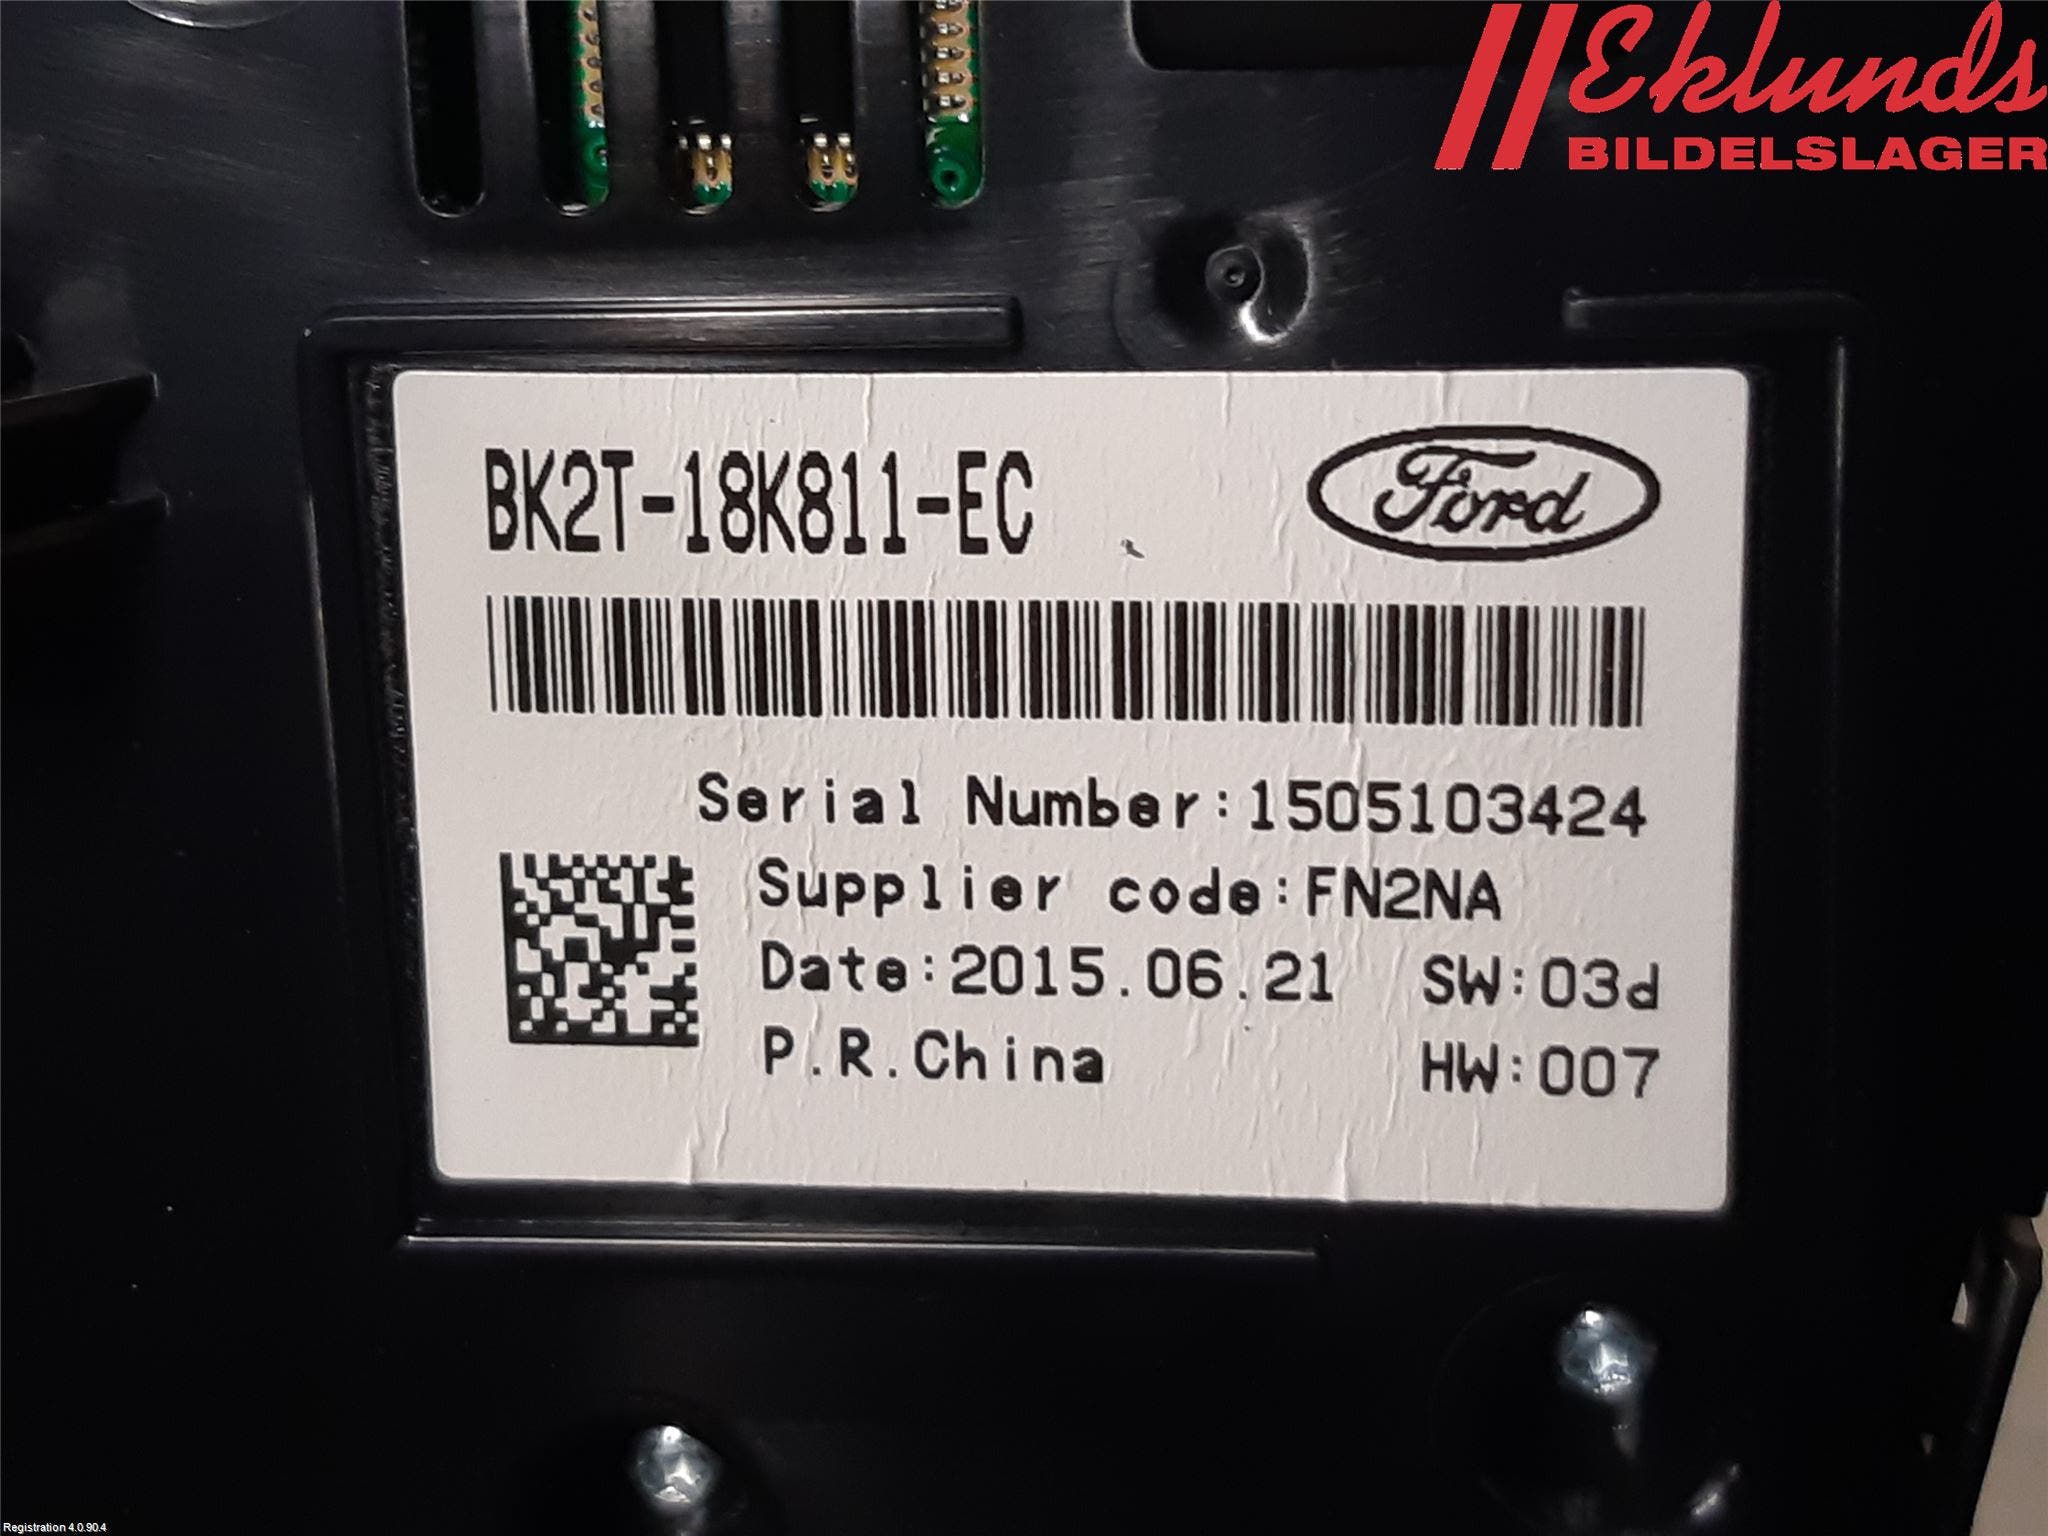 Eklunds
BILDELSLAGER
BK2T-18K811-EC
Ford
Serial Number:1505103424
Supplier code:FN2NA
Date:2015.06.21 SW:03d
P.R.China HW:007
Registration 4.0.90.4